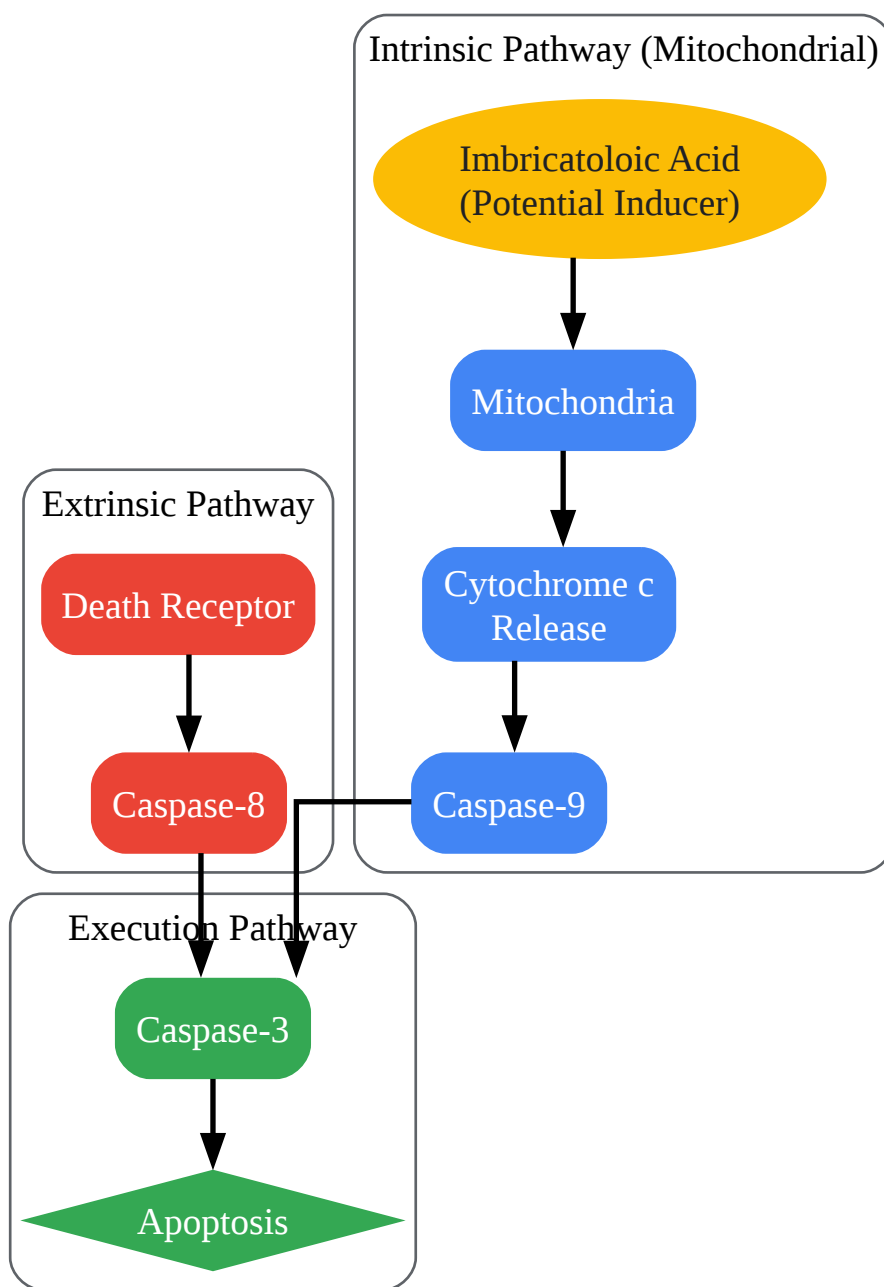 Intrinsic Pathway (Mitochondrial)
Imbricatoloic Acid
(Potential Inducer)
Mitochondria
Extrinsic Pathway
Death Receptor
Cytochrome c
Release
Caspase-8
Caspase-9
Execution Pathway
Caspase-3
Apoptosis